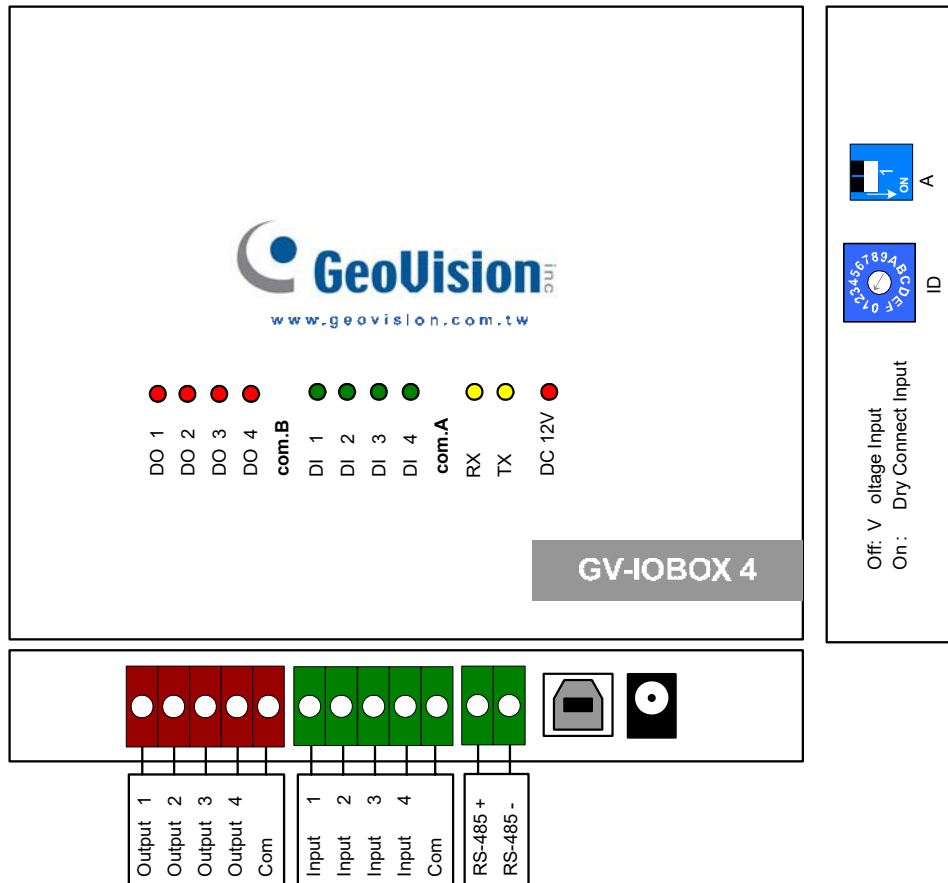 GeoVision inc
www.geovision.com.tw
DO 1
DO 2
DO 3
DO 4
com.B
DI 1
DI 2
DI 3
DI 4
com.A
RX
TX
DC 12V
GV-IOBOX 4
1
ON
A
0123456789ABCDEF
ID
Off: V oltage Input
On : Dry Connect Input
Output 1
Output 2
Output 3
Output 4
Com
Input 1
Input 2
Input 3
Input 4
Com
RS-485 +
RS-485 -